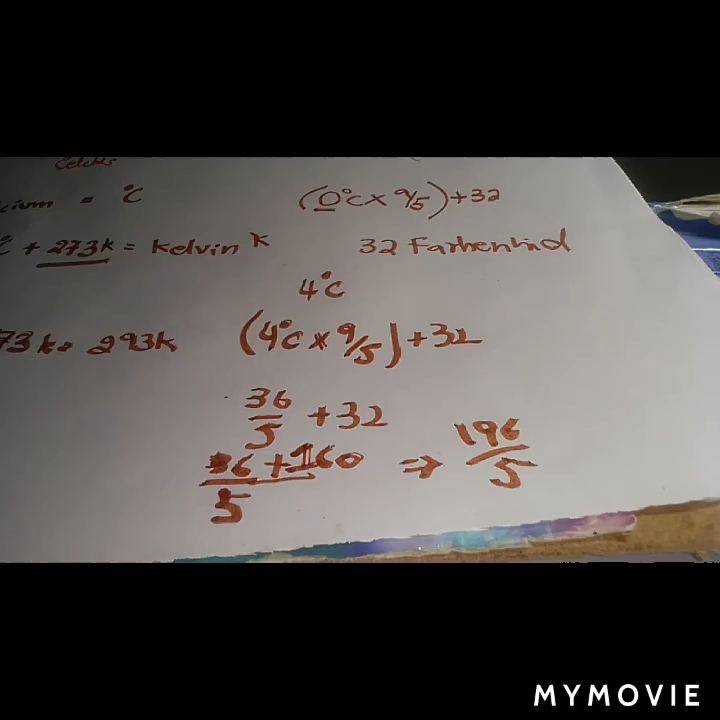 Celcius
cium = °C
(0°C × 9/5) + 32
°C + 273k = Kelvin K
32 Farhenhid
4°C
73k = 293k
(4°C × 9/5) + 32
36/5 + 32
36 + 160 / 5 ⇒ 196/5
MYMOVIE